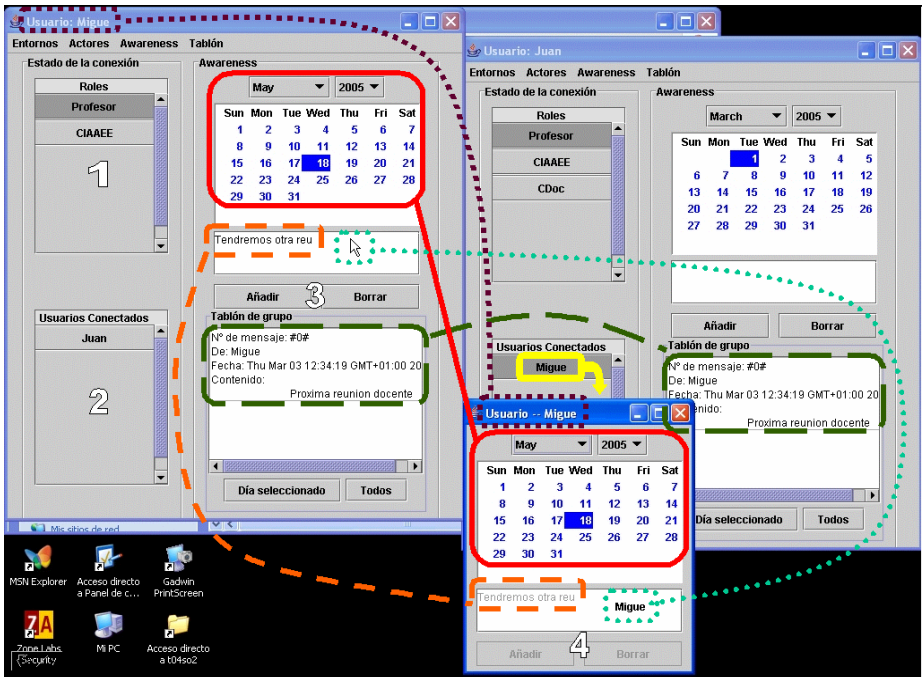 Usuario: Migue
Entornos Actores Awareness Tablón
Estado de la conexión
Roles
Profesor
CIAAEE
1
Usuarios Conectados
Juan
2
Awareness
May 2005
Sun Mon Tue Wed Thu Fri Sat
1 2 3 4 5 6 7
8 9 10 11 12 13 14
15 16 17 18 19 20 21
22 23 24 25 26 27 28
29 30 31
Tendremos otra reu
Añadir Borrar
3
Tablón de grupo
Nº de mensaje: #0#
De: Migue
Fecha: Thu Mar 03 12:34:19 GMT+01:00 20
Contenido:
Proxima reunion docente
Día seleccionado Todos
Usuario: Juan
Entornos Actores Awareness Tablón
Estado de la conexión
Roles
Profesor
CIAAEE
CDoc
Usuarios Conectados
Migue
Awareness
March 2005
Sun Mon Tue Wed Thu Fri Sat
1 2 3 4 5
6 7 8 9 10 11 12
13 14 15 16 17 18 19
20 21 22 23 24 25 26
27 28 29 30 31
Añadir Borrar
Tablón de grupo
Nº de mensaje: #0#
De: Migue
Fecha: Thu Mar 03 12:34:19 GMT+01:00 20
enido:
Proxima reunion docente
Día seleccionado Todos
Usuario -- Migue
May 2005
Sun Mon Tue Wed Thu Fri Sat
1 2 3 4 5 6 7
8 9 10 11 12 13 14
15 16 17 18 19 20 21
22 23 24 25 26 27 28
29 30 31
Tendremos otra reu
Migue
Añadir Borrar
4
Mis sitios de red
MSN Explorer
Acceso directo
a Panel de c...
Gadwin
PrintScreen
Zone Labs
Security
Mi PC
Acceso directo
a t04so2